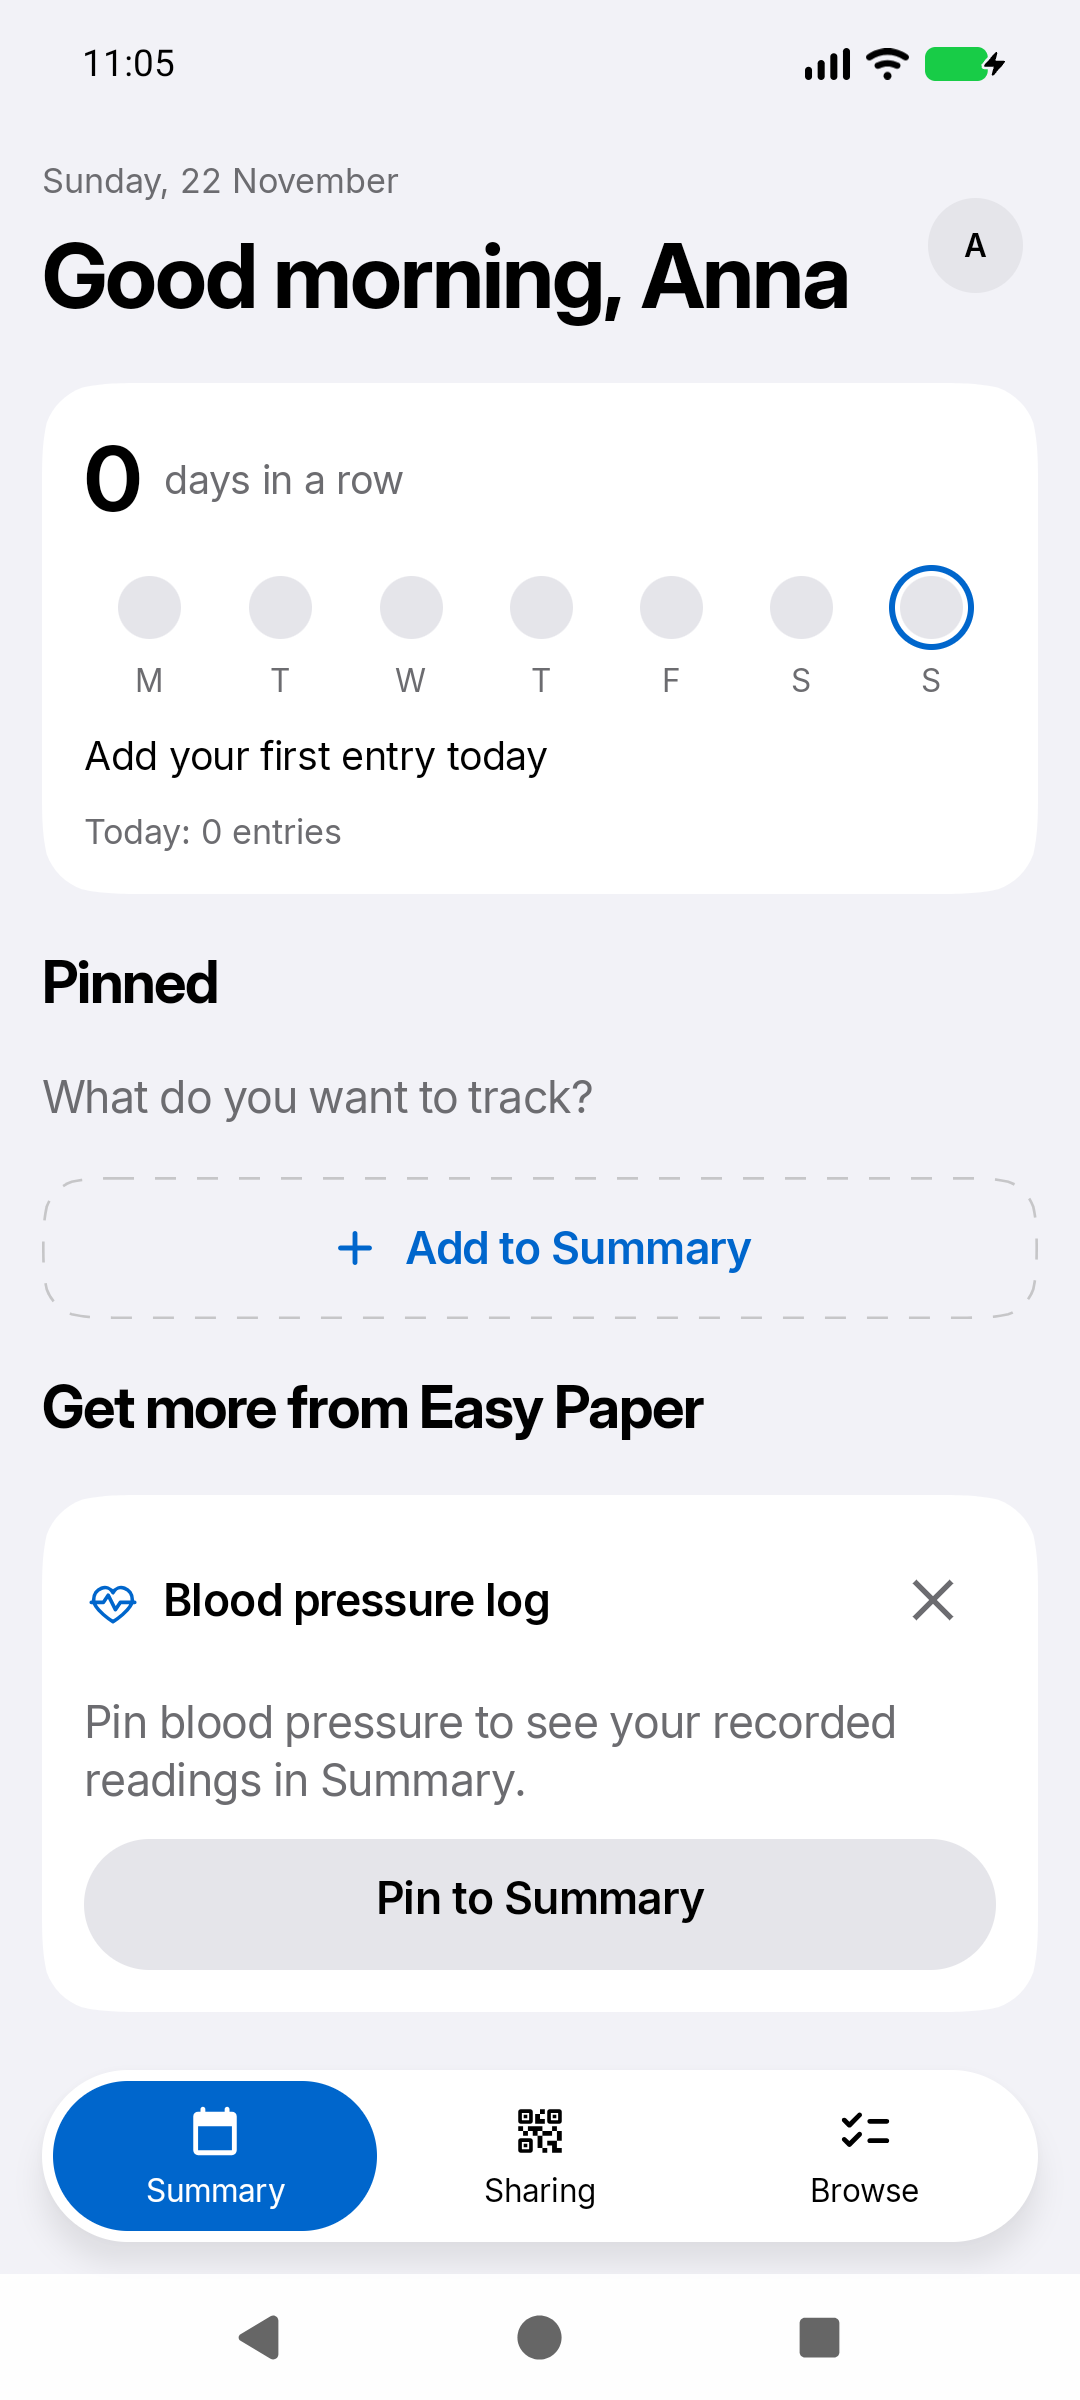 11:05
Sunday, 22 November
Good morning, Anna
A
0 days in a row
M T W T F S S
Add your first entry today
Today: 0 entries
Pinned
What do you want to track?
Add to Summary
Get more from Easy Paper
Blood pressure log
Pin blood pressure to see your recorded
readings in Summary.
Pin to Summary
Summary Sharing Browse